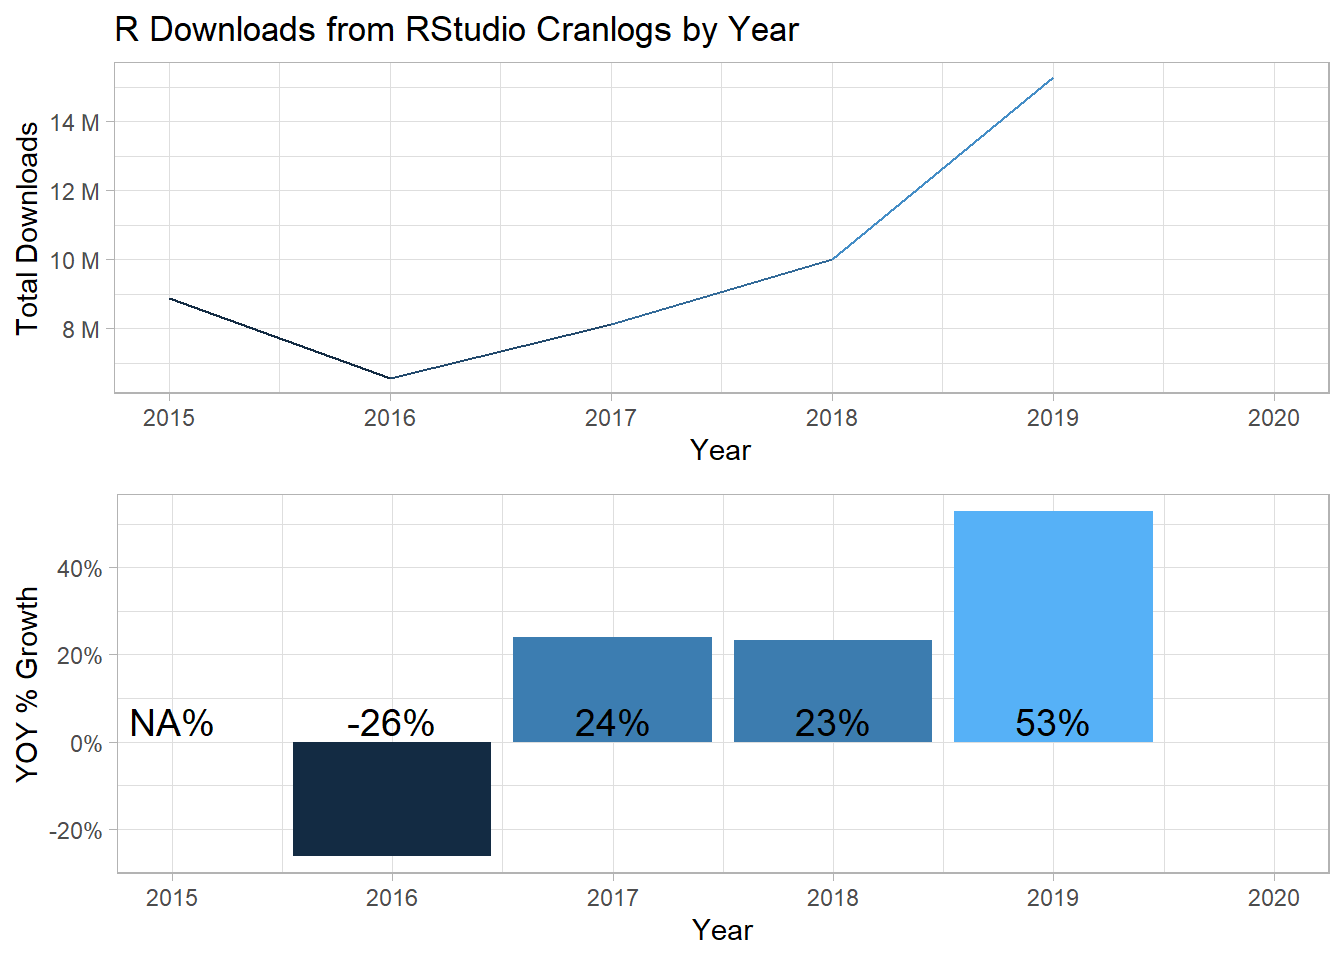 R Downloads from RStudio Cranlogs by Year
Total Downloads
14 M
12 M
10 M
8 M
2015 2016 2017 2018 2019 2020
Year
YOY % Growth
40%
20%
0%
-20%
NA% -26% 24% 23% 53%
2015 2016 2017 2018 2019 2020
Year